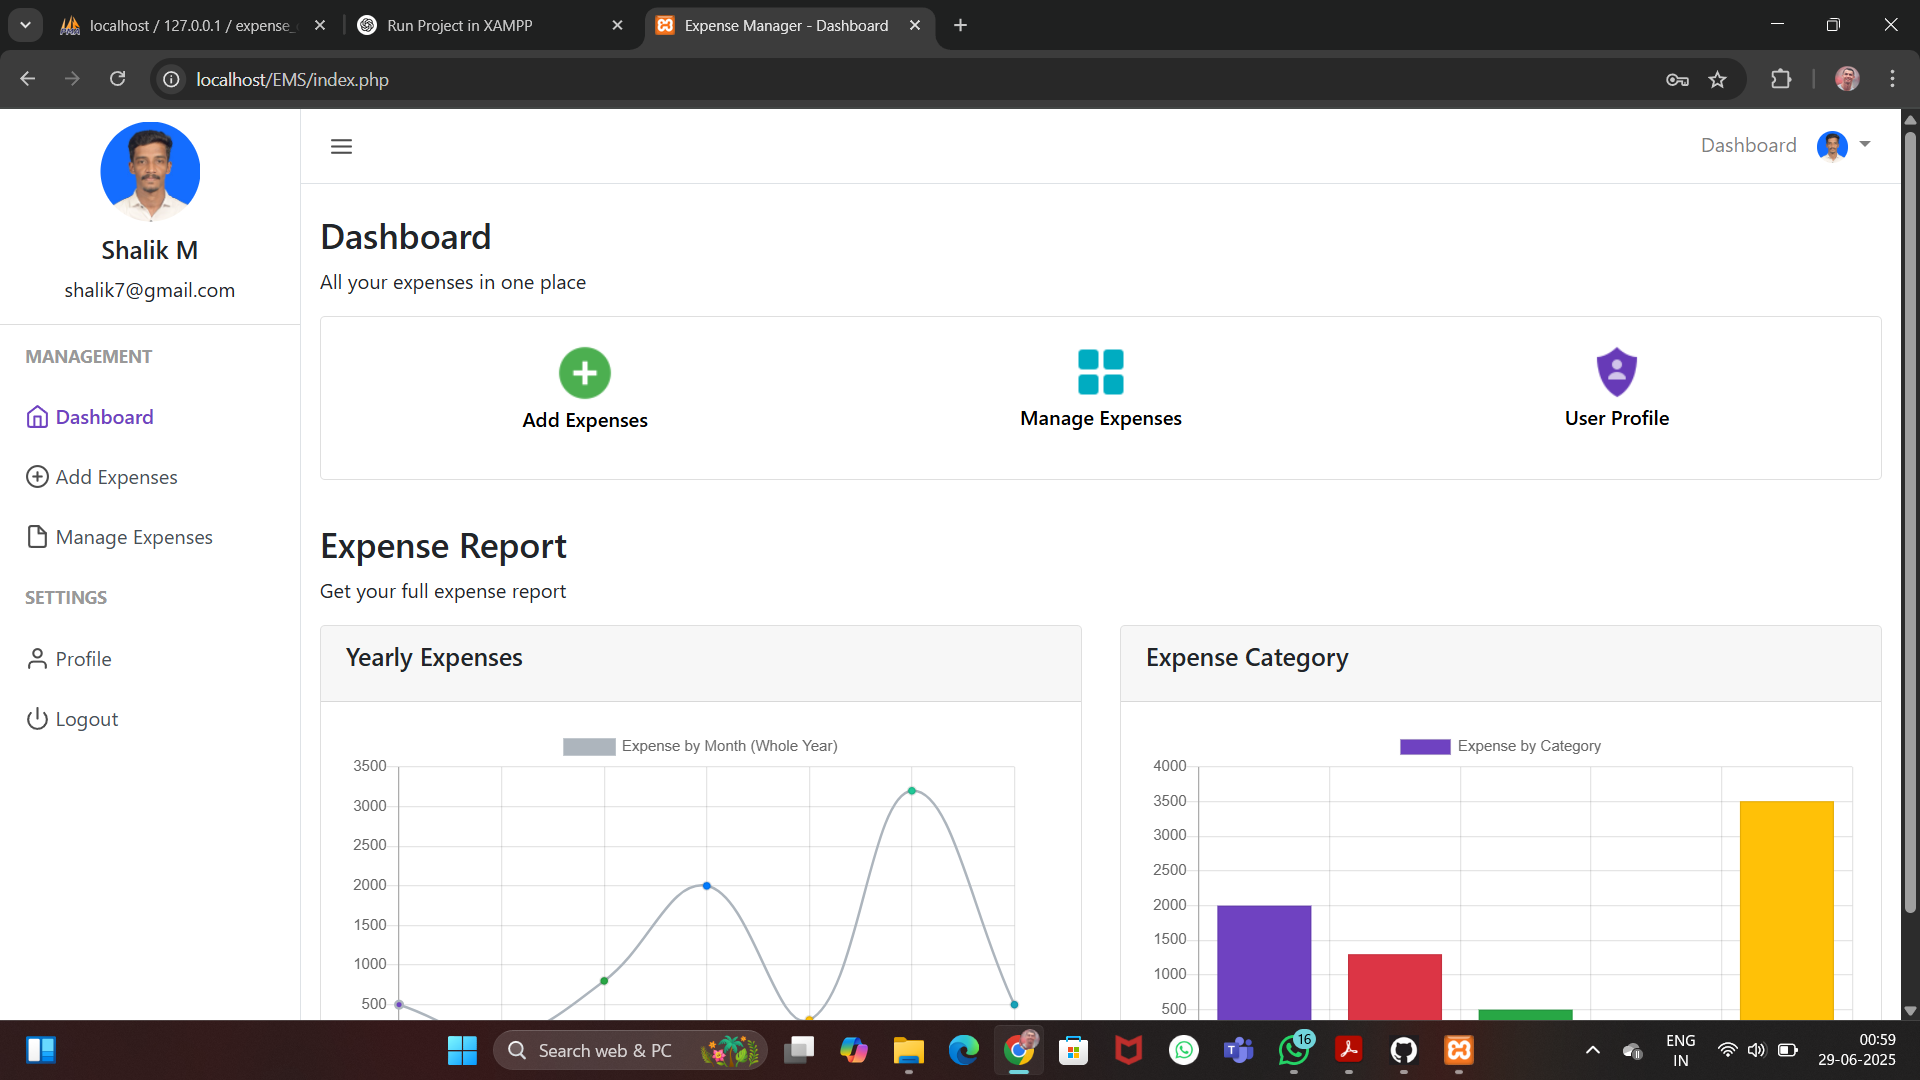 localhost / 127.0.0.1 / expense_
Run Project in XAMPP
Expense Manager - Dashboard
localhost/EMS/index.php
Shalik M
shalik7@gmail.com
MANAGEMENT
Dashboard
Add Expenses
Manage Expenses
SETTINGS
Profile
Logout
Dashboard
Dashboard
All your expenses in one place
Add Expenses
Manage Expenses
User Profile
Expense Report
Get your full expense report
Yearly Expenses
Expense by Month (Whole Year)
3500
3000
2500
2000
1500
1000
500
Expense Category
Expense by Category
4000
3500
3000
2500
2000
1500
1000
500
Search web & PC
16
ENG
IN
00:59
29-06-2025